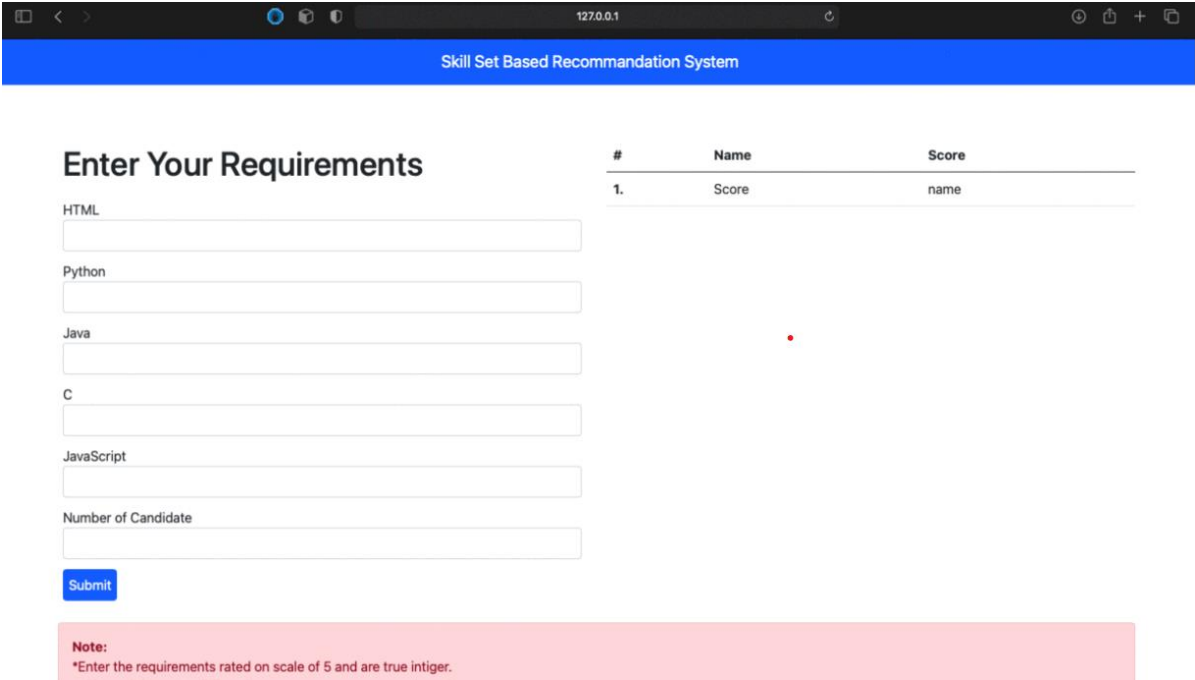 127.0.0.1
Skill Set Based Recommandation System
Enter Your Requirements
HTML
Python
Java
C
JavaScript
Number of Candidate
Submit
# Name Score
1. Score name
Note:
*Enter the requirements rated on scale of 5 and are true intiger.